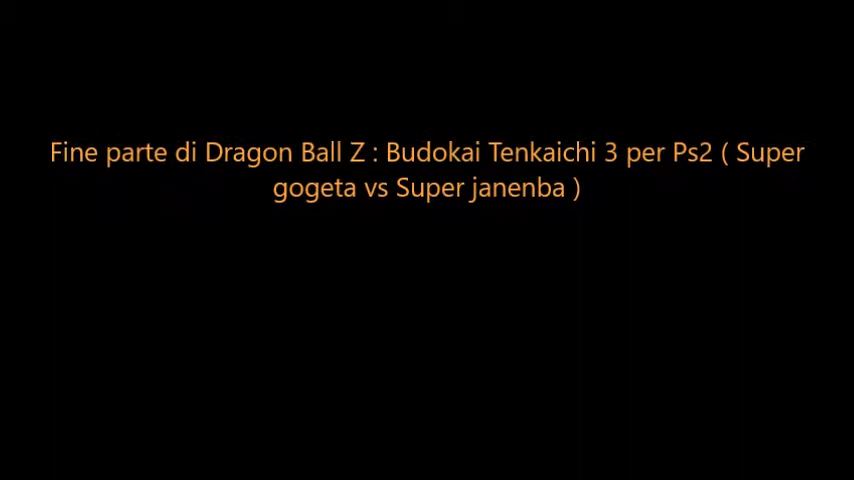 Fine parte di Dragon Ball Z : Budokai Tenkaichi 3 per Ps2 ( Super
gogeta vs Super janenba )